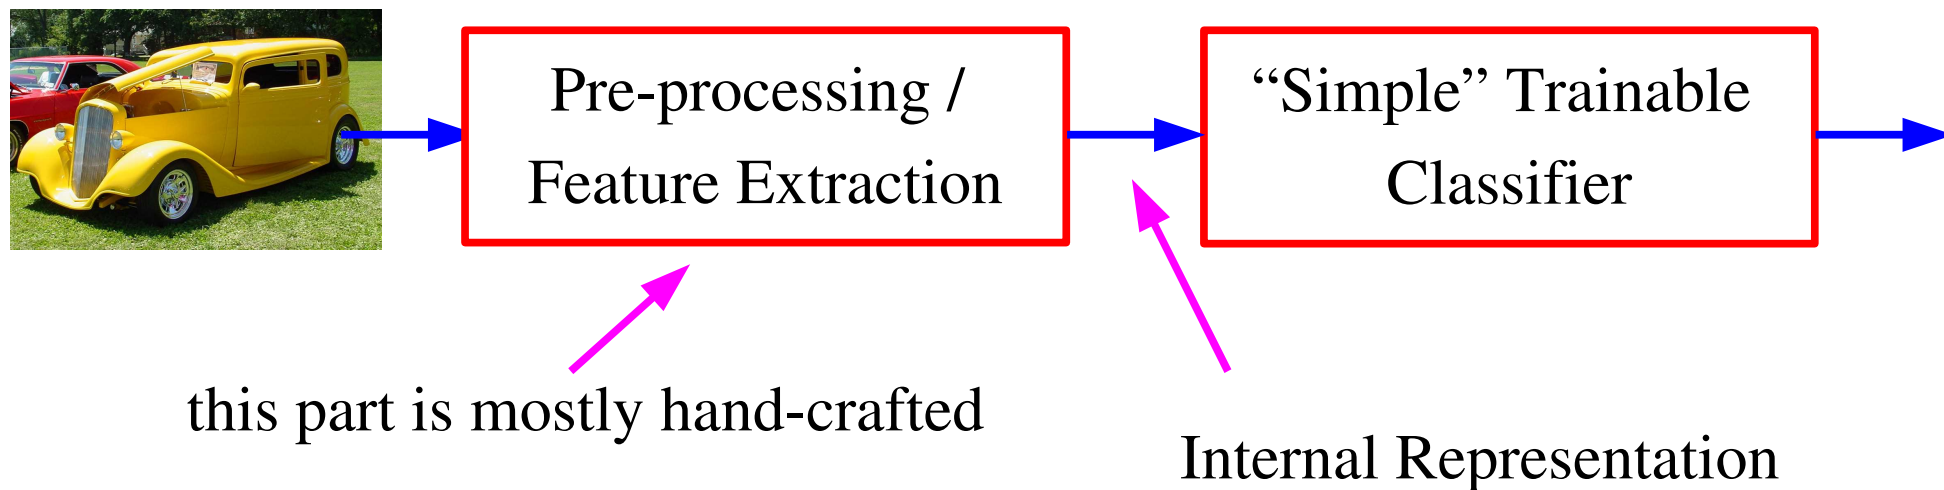 Pre-processing /
Feature Extraction
“Simple” Trainable
Classifier
this part is mostly hand-crafted
Internal Representation